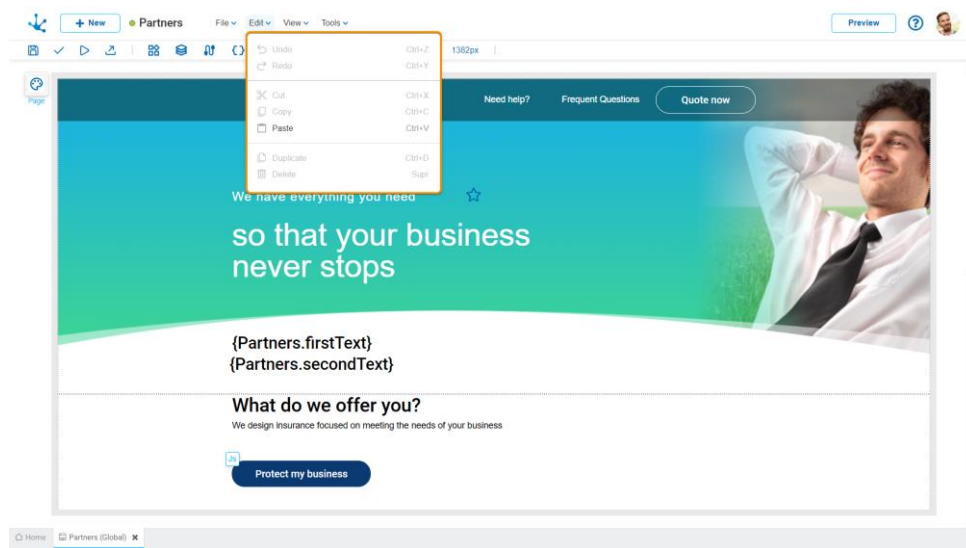 + New
Partners
File
Edit
View
Tools
Preview
?
1382px
Page
Undo Ctrl+Z
Redo Ctrl+Y
Cut Ctrl+X
Copy Ctrl+C
Paste Ctrl+V
Duplicate Ctrl+D
Delete Supr
Need help?
Frequent Questions
Quote now
We have everything you need
so that your business
never stops
{Partners.firstText}
{Partners.secondText}
What do we offer you?
We design insurance focused on meeting the needs of your business
Js
Protect my business
Home
Partners (Global)